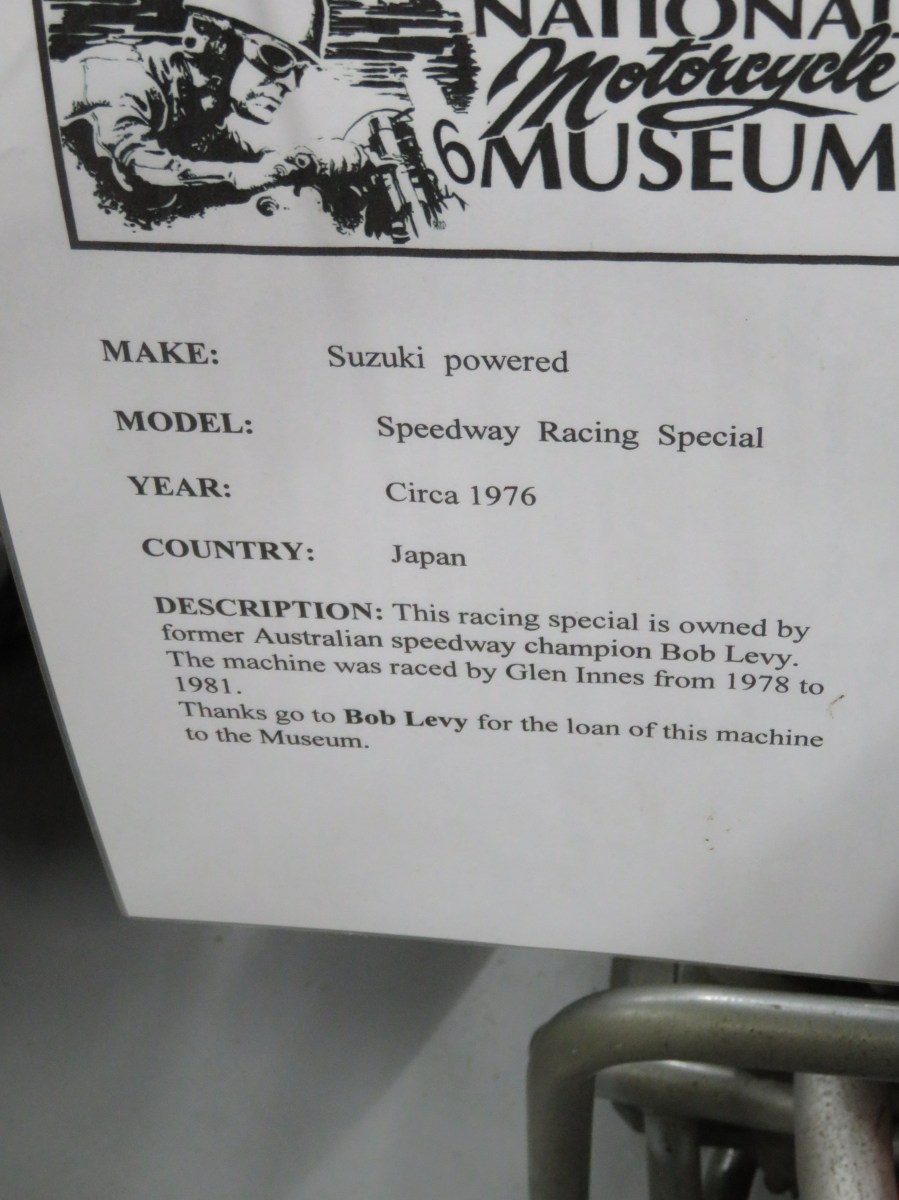 NATIONAL
Motorcycle
6 MUSEUM
MAKE: Suzuki powered
MODEL: Speedway Racing Special
YEAR: Circa 1976
COUNTRY: Japan
DESCRIPTION: This racing special is owned by
former Australian speedway champion Bob Levy.
The machine was raced by Glen Innes from 1978 to
1981.
Thanks go to Bob Levy for the loan of this machine
to the Museum.